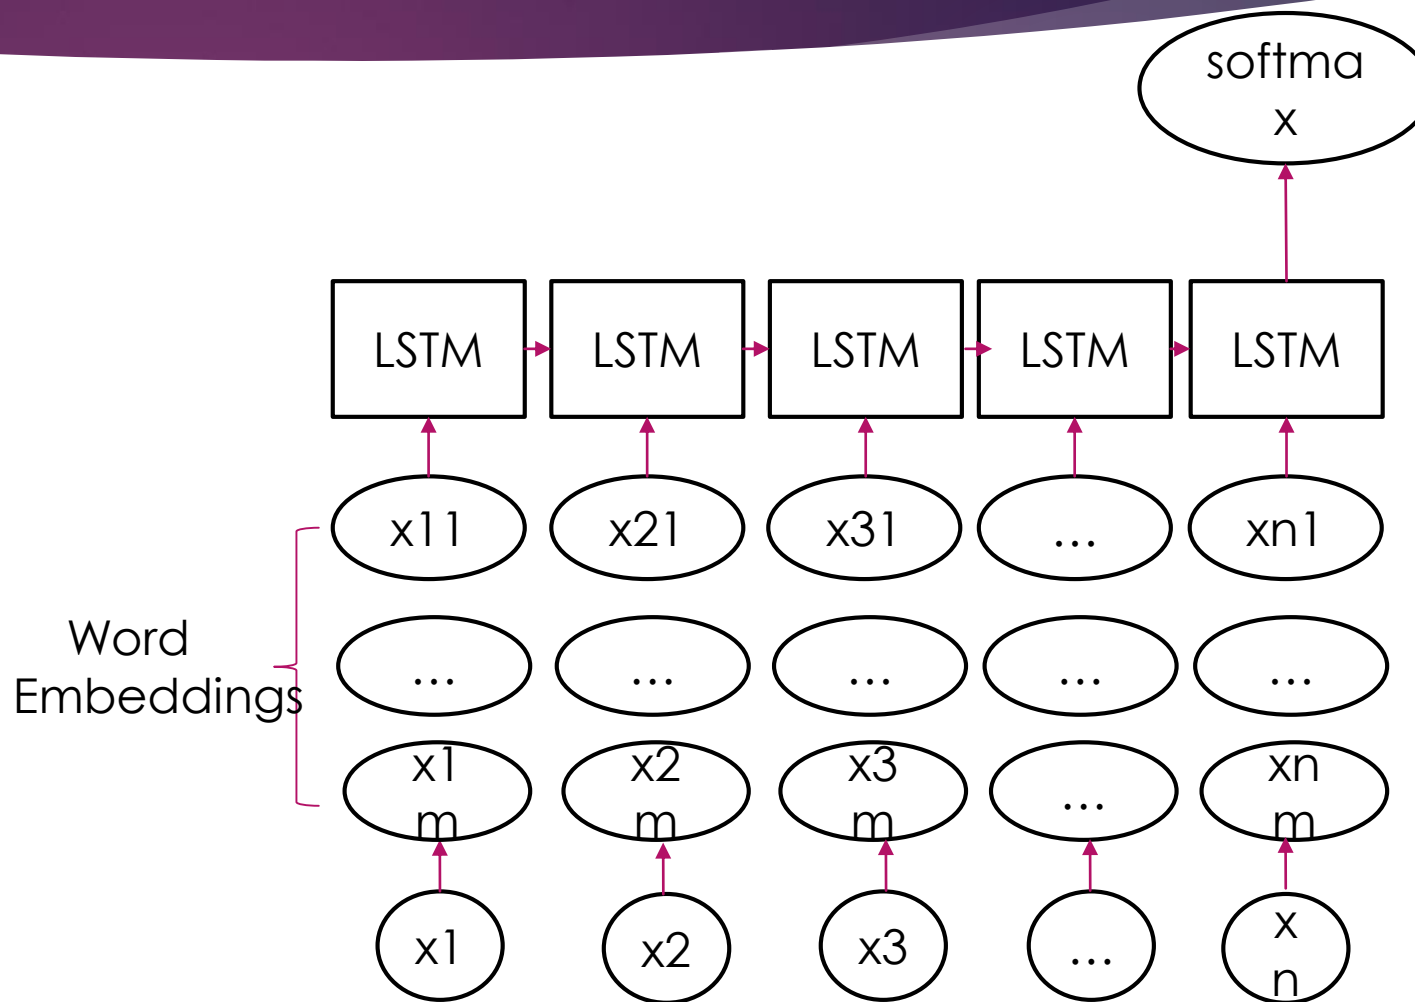 softma
x
LSTM LSTM LSTM LSTM LSTM
x11 x21 x31 ... xn1
Word
Embeddings
... ... ... ... ...
x1
m
x2
m
x3
m
...
xn
m
x1 x2 x3 ...
x
n